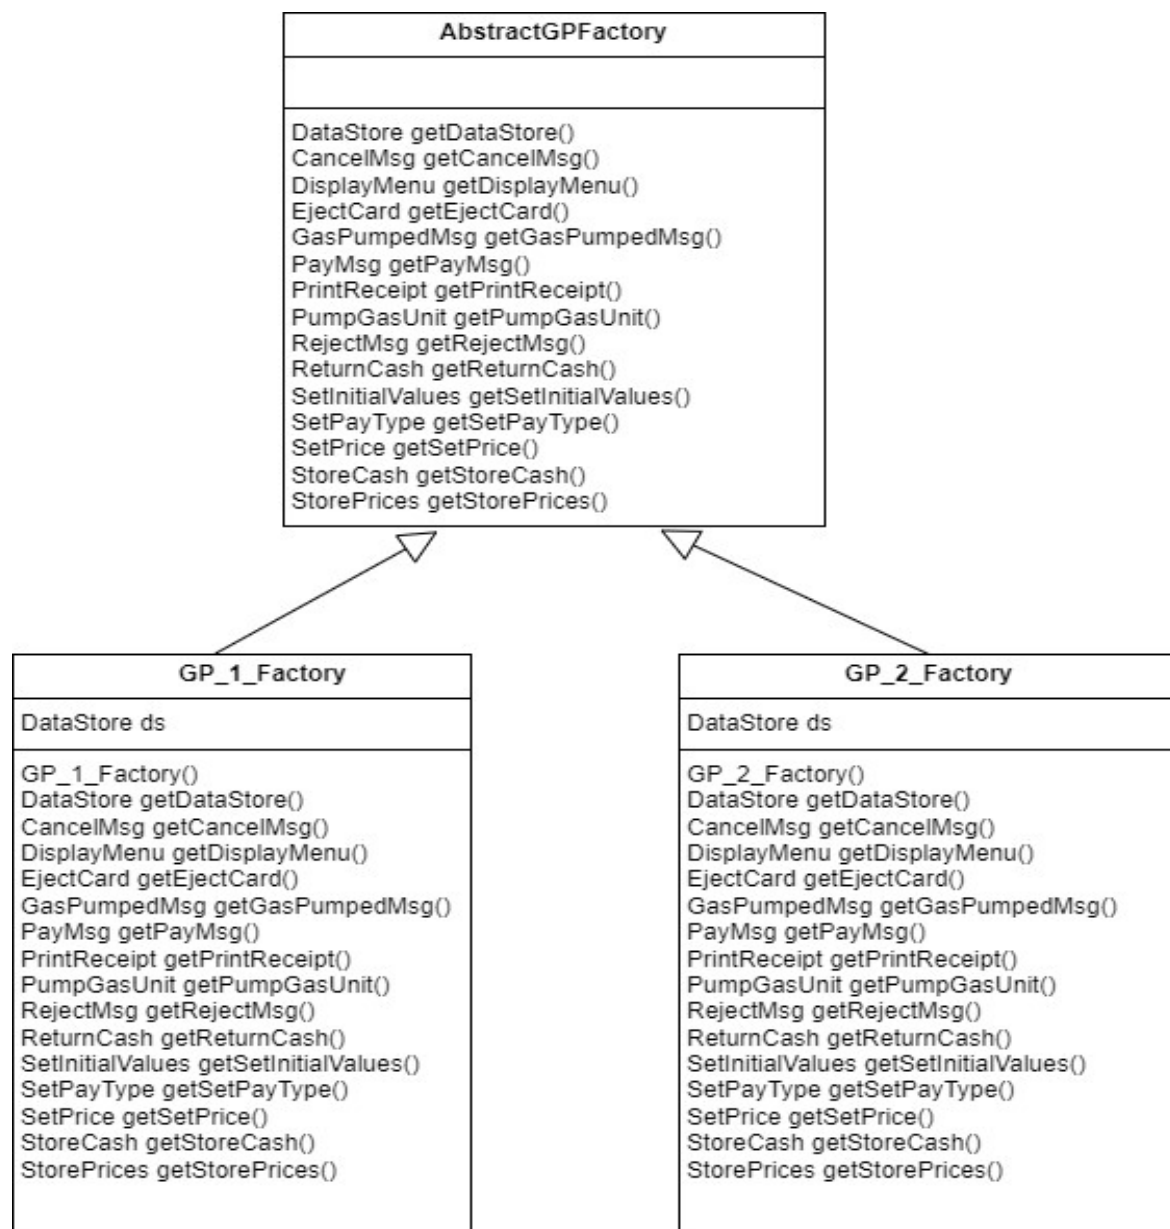 AbstractGPFactory
DataStore getDataStore()
CancelMsg getCancelMsg()
DisplayMenu getDisplayMenu()
EjectCard getEjectCard()
GasPumpedMsg getGasPumpedMsg()
PayMsg getPayMsg()
PrintReceipt getPrintReceipt()
PumpGasUnit getPumpGasUnit()
RejectMsg getRejectMsg()
ReturnCash getReturnCash()
SetInitialValues getSetInitialValues()
SetPayType getSetPayType()
SetPrice getSetPrice()
StoreCash getStoreCash()
StorePrices getStorePrices()
GP_1_Factory
DataStore ds
GP_1_Factory()
DataStore getDataStore()
CancelMsg getCancelMsg()
DisplayMenu getDisplayMenu()
EjectCard getEjectCard()
GasPumpedMsg getGasPumpedMsg()
PayMsg getPayMsg()
PrintReceipt getPrintReceipt()
PumpGasUnit getPumpGasUnit()
RejectMsg getRejectMsg()
ReturnCash getReturnCash()
SetInitialValues getSetInitialValues()
SetPayType getSetPayType()
SetPrice getSetPrice()
StoreCash getStoreCash()
StorePrices getStorePrices()
GP_2_Factory
DataStore ds
GP_2_Factory()
DataStore getDataStore()
CancelMsg getCancelMsg()
DisplayMenu getDisplayMenu()
EjectCard getEjectCard()
GasPumpedMsg getGasPumpedMsg()
PayMsg getPayMsg()
PrintReceipt getPrintReceipt()
PumpGasUnit getPumpGasUnit()
RejectMsg getRejectMsg()
ReturnCash getReturnCash()
SetInitialValues getSetInitialValues()
SetPayType getSetPayType()
SetPrice getSetPrice()
StoreCash getStoreCash()
StorePrices getStorePrices()